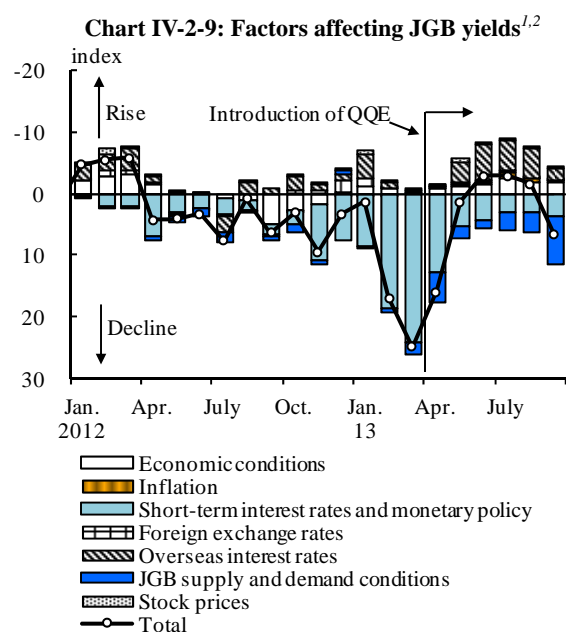 Chart IV-2-9: Factors affecting JGB yields1,2
index
-20
-10
0
10
20
30
Rise
Introduction of QQE
Decline
Jan. Apr. July Oct. Jan. Apr. July
2012 13
Economic conditions
Inflation
Short-term interest rates and monetary policy
Foreign exchange rates
Overseas interest rates
JGB supply and demand conditions
Stock prices
Total